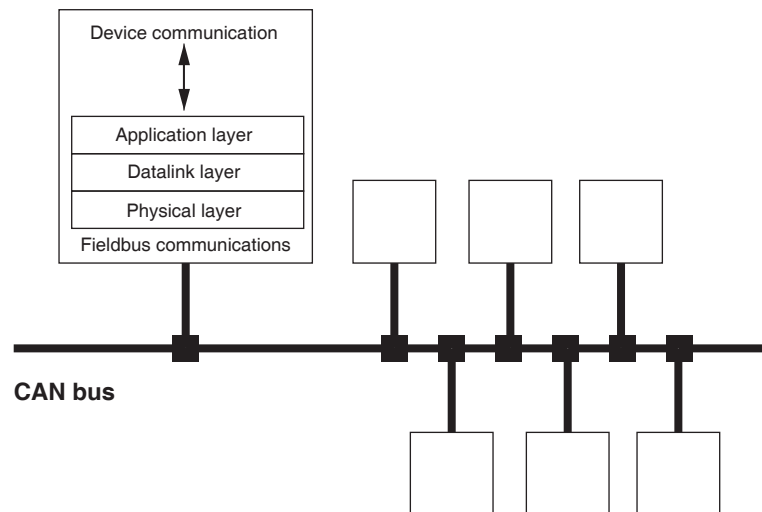 Device communication
Application layer
Datalink layer
Physical layer
Fieldbus communications
CAN bus